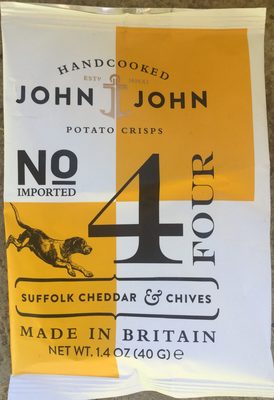 HANDCOOKED
ESTD
JOHN JOHN
POTATO CRISPS
NO
IMPORTED
4
FOUR
SUFFOLK CHEDDAR & CHIVES
MADE IN BRITAIN
NET WT. 1.4 OZ (40 G) e